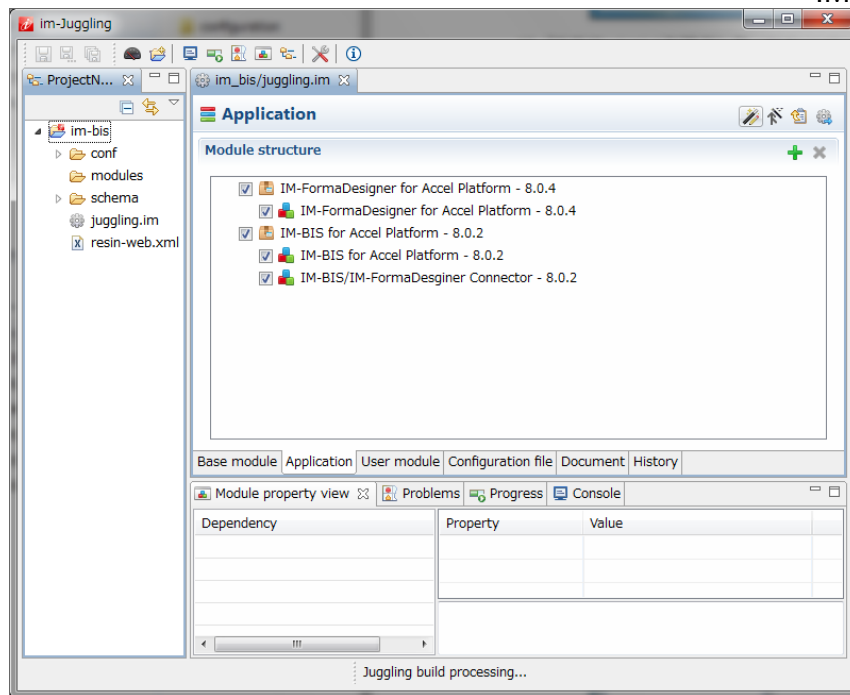 im-Juggling
ProjectN...
im_bis/juggling.im
im-bis
conf
modules
schema
juggling.im
resin-web.xml
Application
Module structure
IM-FormaDesigner for Accel Platform - 8.0.4
IM-FormaDesigner for Accel Platform - 8.0.4
IM-BIS for Accel Platform - 8.0.2
IM-BIS for Accel Platform - 8.0.2
IM-BIS/IM-FormaDesginer Connector - 8.0.2
Base module Application User module Configuration file Document History
Module property view Problems Progress Console
Dependency Property Value
Juggling build processing...